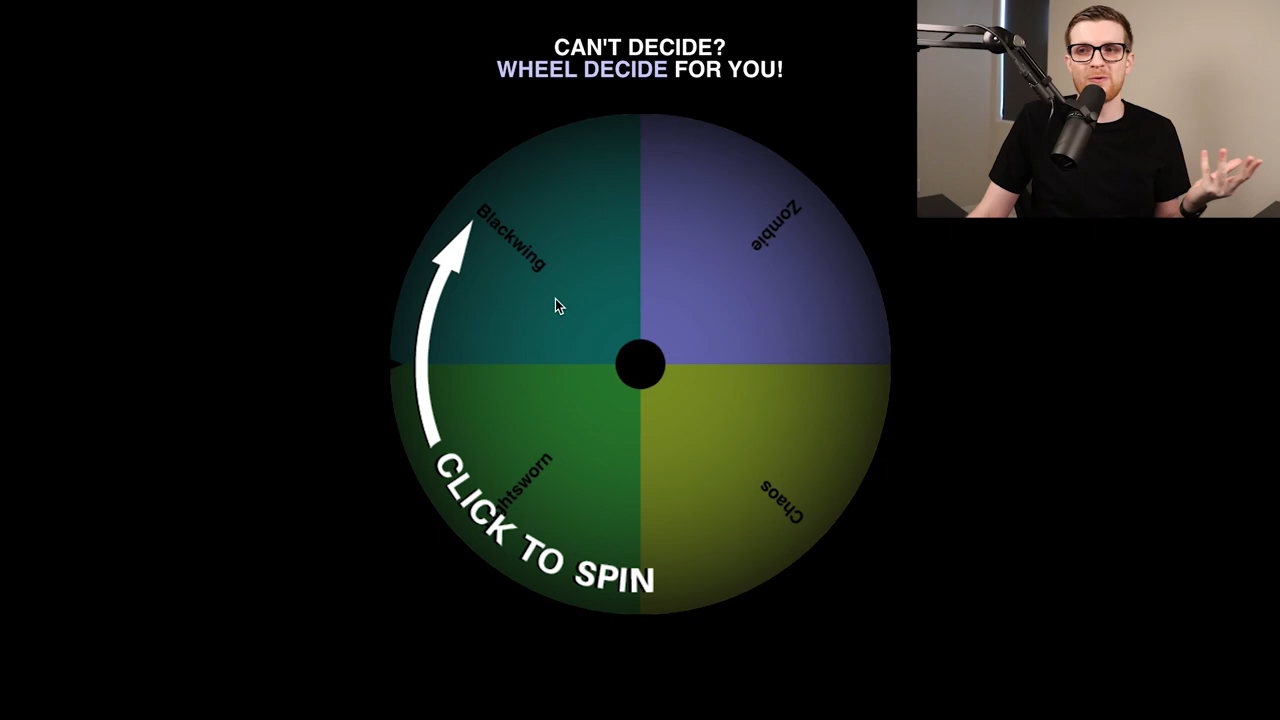 CAN'T DECIDE?
WHEEL DECIDE FOR YOU!
Blackwing
Zombie
Chaos
CLICK TO SPIN